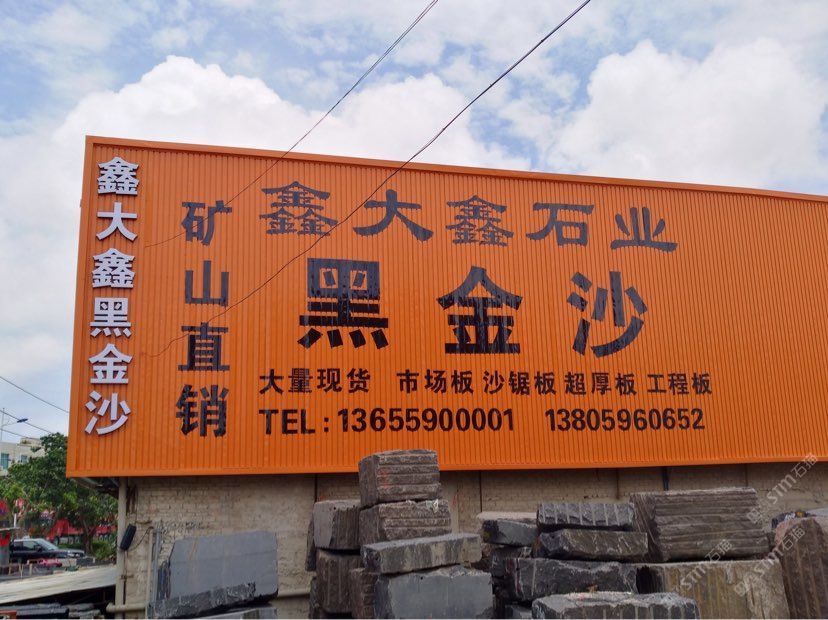 鑫大鑫黑金沙
矿山直销
鑫大鑫石业
黑金沙
大量现货 市场板 沙锯板 超厚板 工程板
TEL:13655900001 13805960652